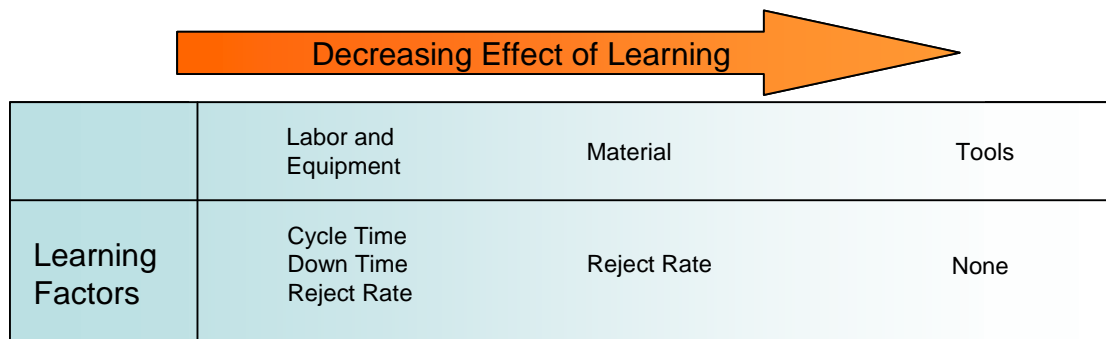 Decreasing Effect of Learning
Labor and
Equipment
Material
Tools
Learning
Factors
Cycle Time
Down Time
Reject Rate
Reject Rate
None